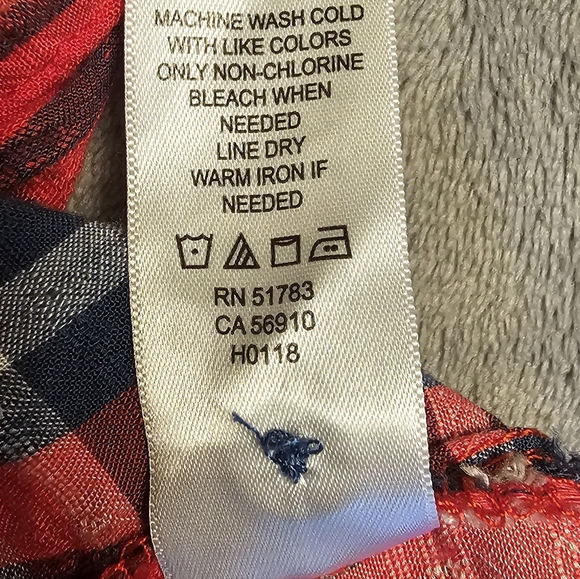 MACHINE WASH COLD
WITH LIKE COLORS
ONLY NON-CHLORINE
BLEACH WHEN
NEEDED
LINE DRY
WARM IRON IF
NEEDED
RN 51783
CA 56910
H0118